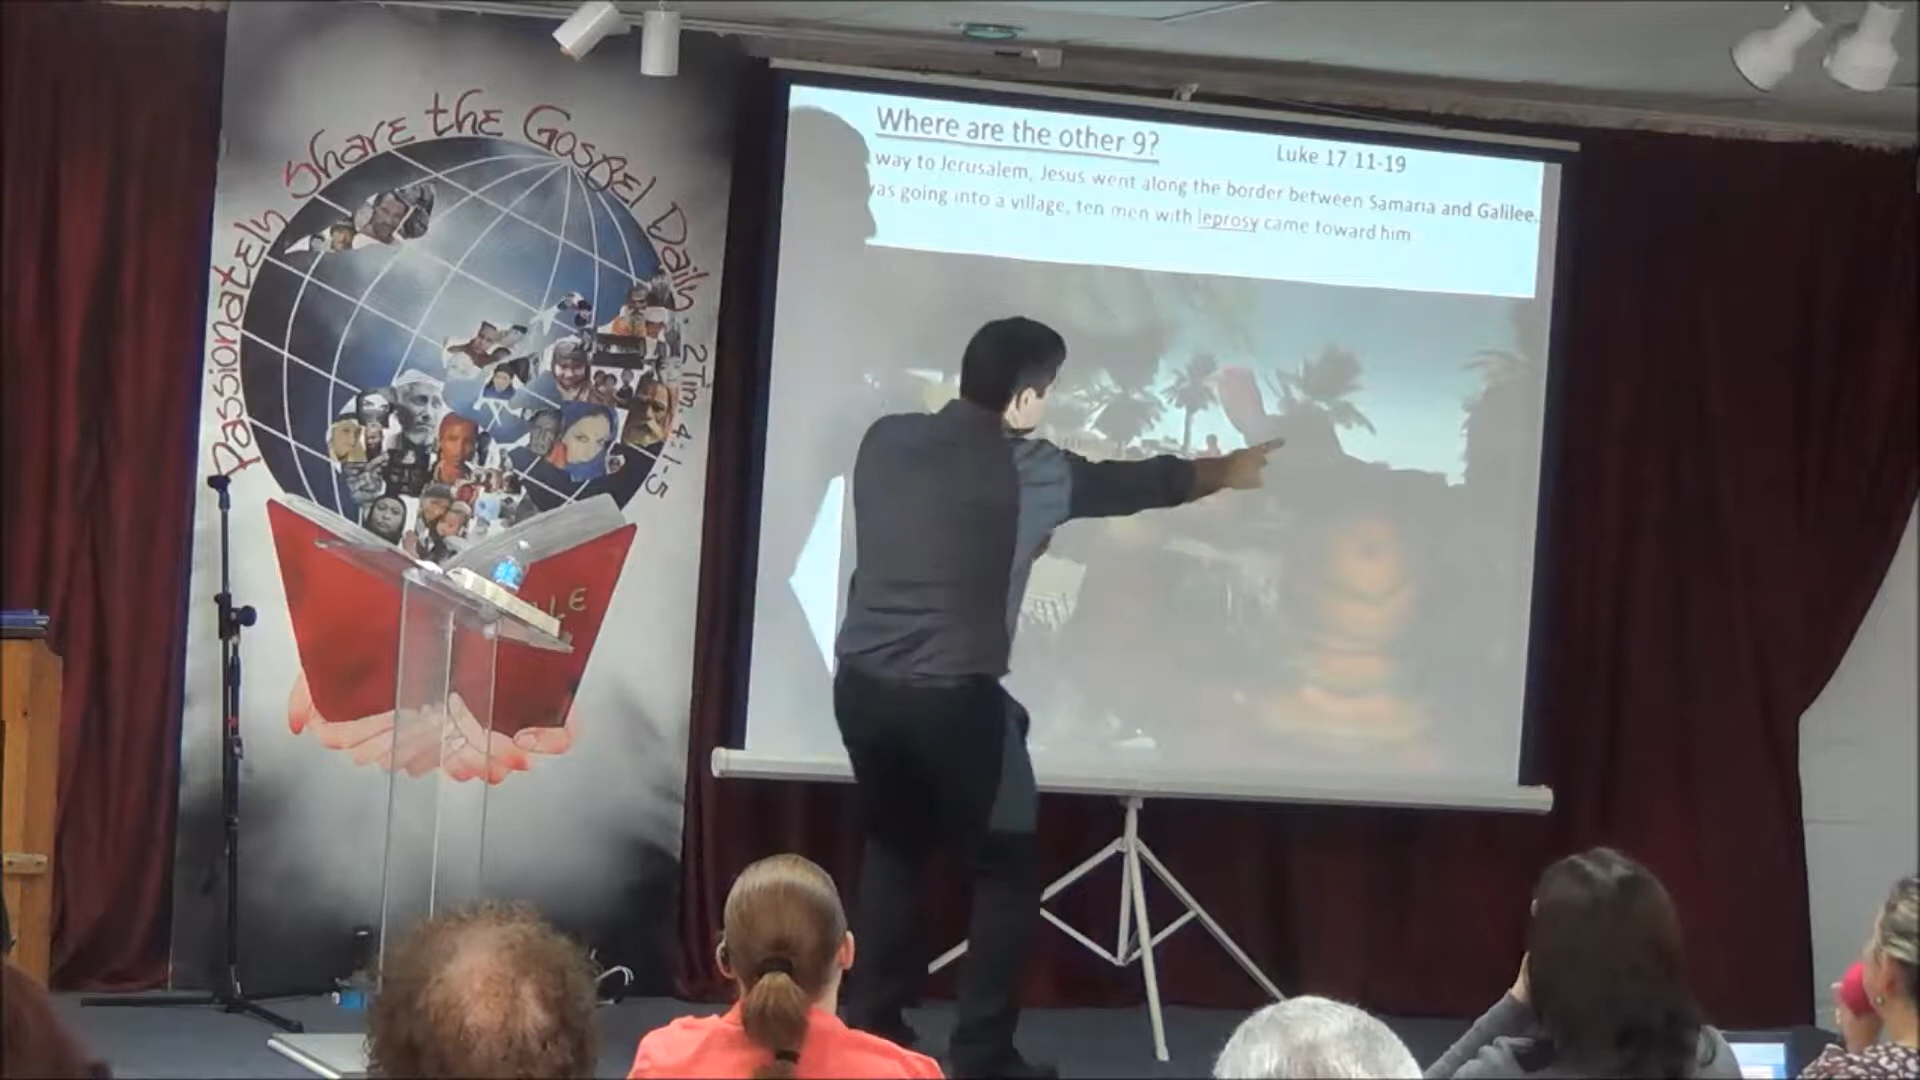 Passionately share the Gospel Daily. 2Tim. 4:1-5
Where are the other 9?
Luke 17 11-19
way to Jerusalem, Jesus went along the border between Samaria and Galilee.
as going into a village, ten men with leprosy came toward him
LE